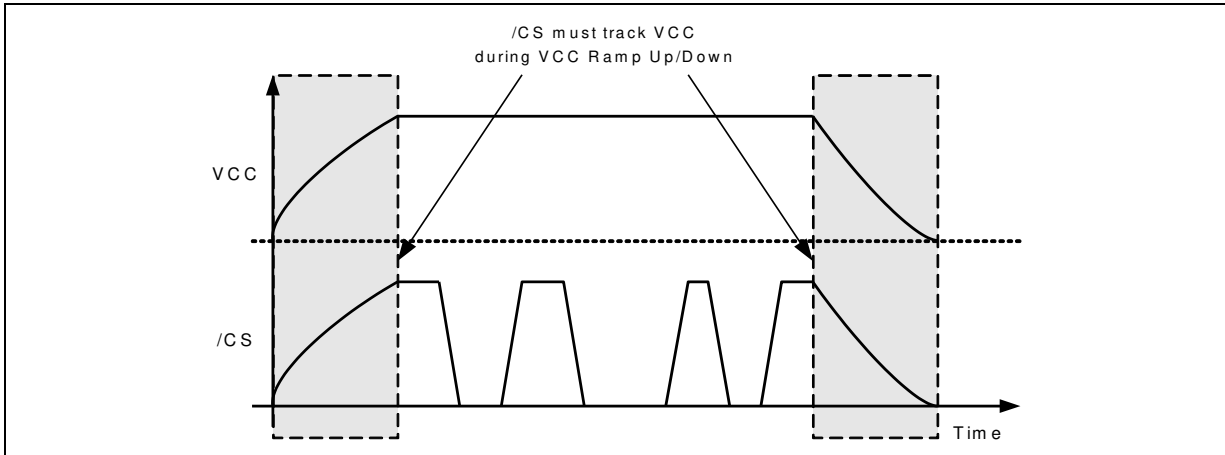 /CS must track VCC
during VCC Ramp Up/Down
VCC
/CS
Time